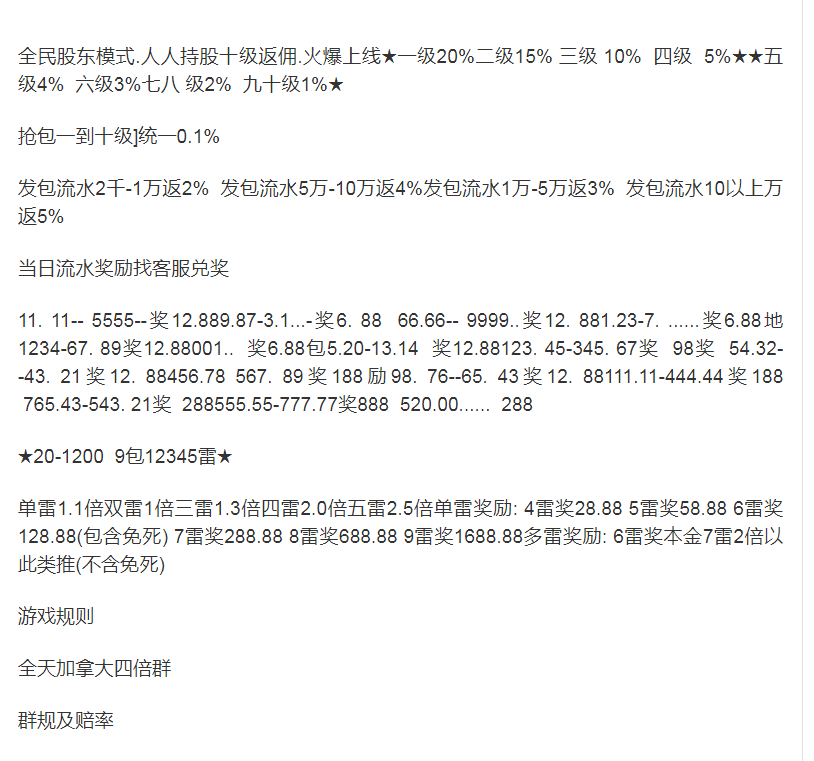 全民股东模式.人人持股十级返佣.火爆上线★一级20%二级15% 三级 10% 四级 5%★★五
级4% 六级3%七八 级2% 九十级1%★
抢包一到十级]统一0.1%
发包流水2千-1万返2% 发包流水5万-10万返4%发包流水1万-5万返3% 发包流水10以上万
返5%
当日流水奖励找客服兑奖
11. 11-- 5555--奖12.889.87-3.1...-奖6. 88 66.66-- 9999..奖12. 881.23-7. ......奖6.88地
1234-67. 89奖12.88001.. 奖6.88包5.20-13.14 奖12.88123. 45-345. 67奖 98奖 54.32-
-43. 21奖12. 88456.78 567. 89奖188励98. 76--65. 43奖12. 88111.11-444.44奖188
765.43-543. 21奖 288555.55-777.77奖888 520.00...... 288
★20-1200 9包12345雷★
单雷1.1倍双雷1倍三雷1.3倍四雷2.0倍五雷2.5倍单雷奖励: 4雷奖28.88 5雷奖58.88 6雷奖
128.88(包含免死) 7雷奖288.88 8雷奖688.88 9雷奖1688.88多雷奖励: 6雷奖本金7雷2倍以
此类推(不含免死)
游戏规则
全天加拿大四倍群
群规及赔率